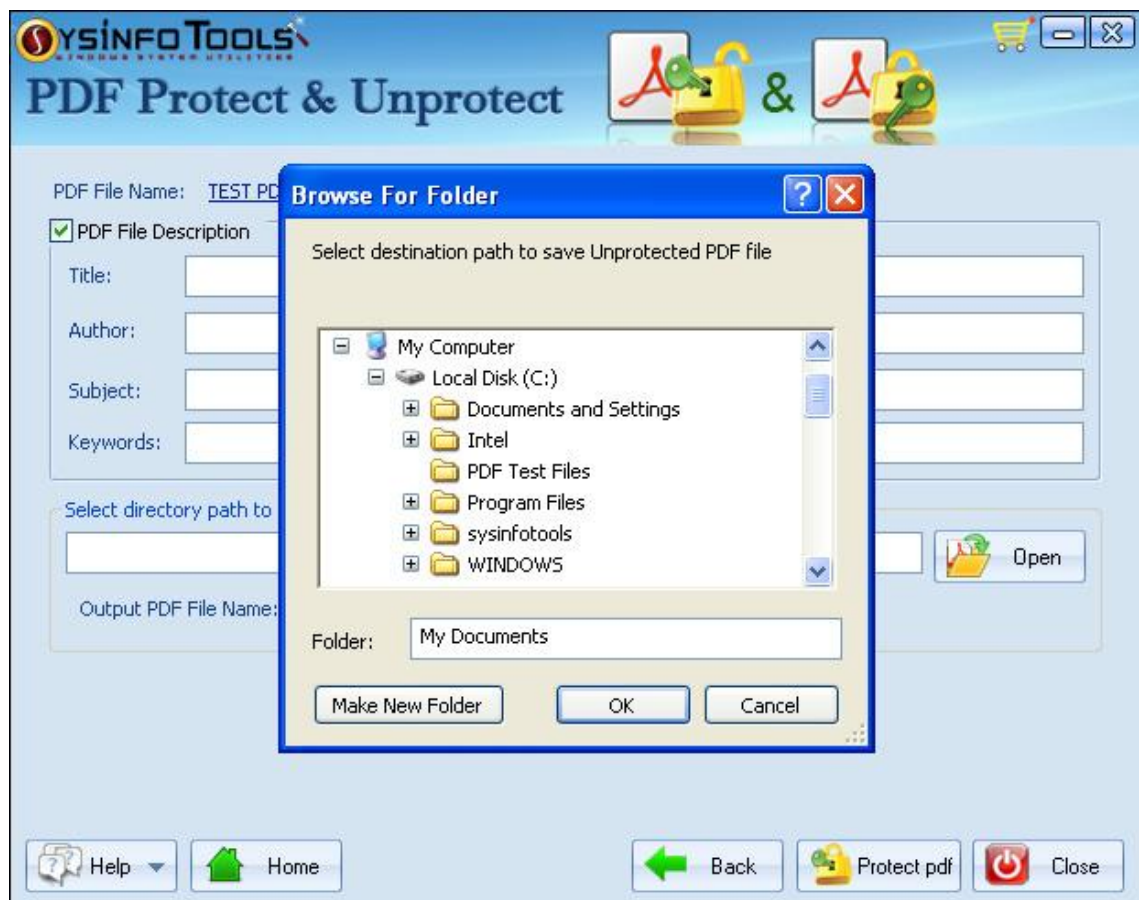 SYSINFO TOOLS
WINDOWS SYSTEM UTILITIES
PDF Protect & Unprotect
&
PDF File Name: TEST PD
Browse For Folder
PDF File Description
Select destination path to save Unprotected PDF file
Title:
Author:
Subject:
Keywords:
My Computer
Local Disk (C:)
Documents and Settings
Intel
PDF Test Files
Program Files
sysinfotools
WINDOWS
Select directory path to
Open
Output PDF File Name:
Folder: My Documents
Make New Folder OK Cancel
Help Home Back Protect pdf Close